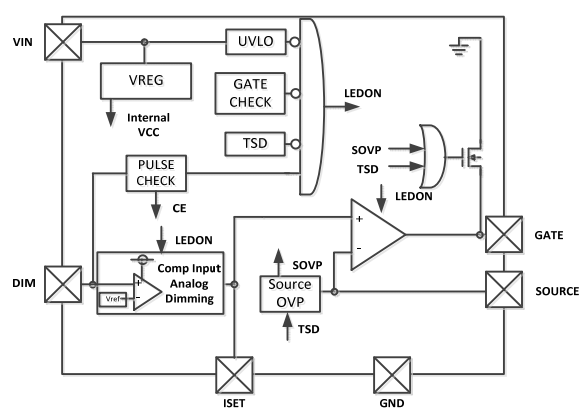 VIN
UVLO
VREG
GATE
CHECK
LEDON
Internal
VCC
TSD
SOVP
TSD
PULSE
CHECK
CE
LEDON
LEDON
+
-
GATE
DIM
Comp Input
Analog
Dimming
+
-
Vref
SOVP
Source
OVP
TSD
SOURCE
ISET
GND